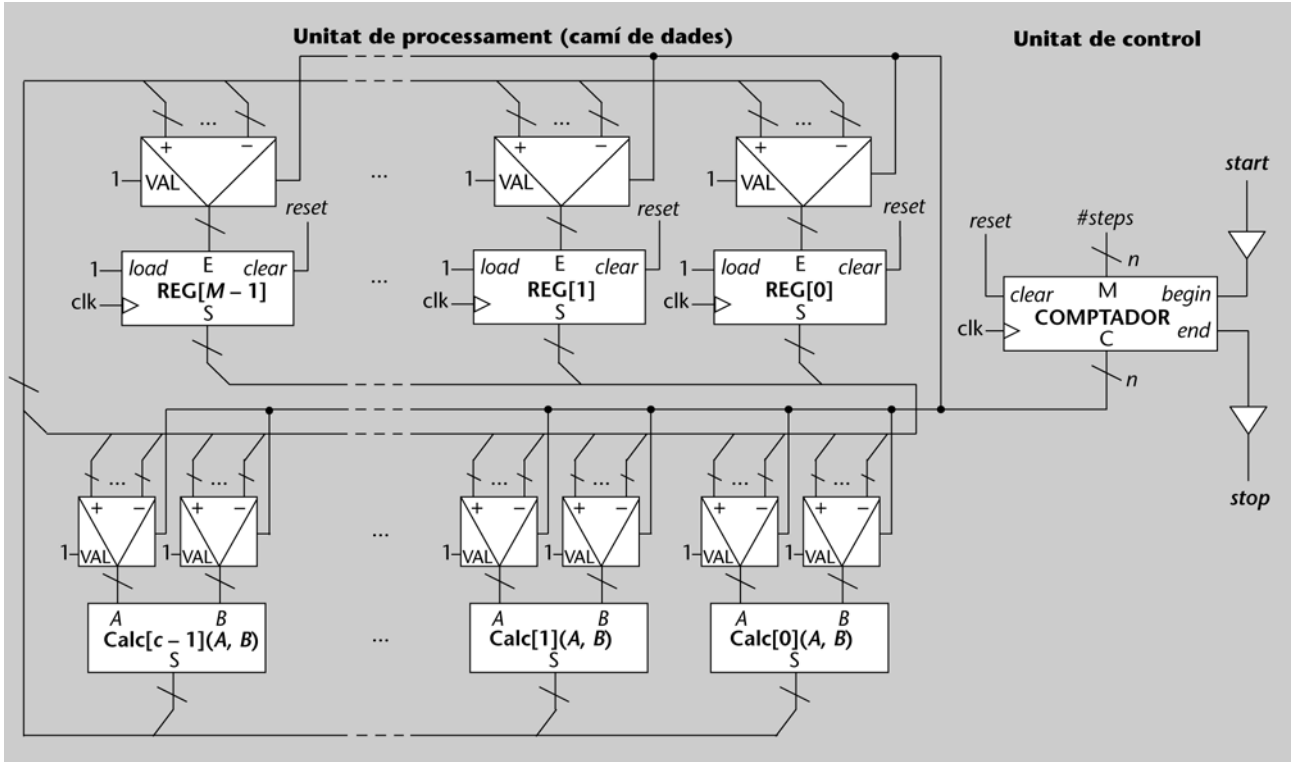 Unitat de processament (camí de dades)
Unitat de control
... ... ...
+ − + − + −
1 VAL ... 1 VAL 1 VAL
start
reset reset reset
reset #steps
n
1 load E clear ... 1 load E clear 1 load E clear
clear M begin
clk REG[M – 1] clk REG[1] clk REG[0]
clk COMPTADOR end
S S S
C
n
... ... ... ... ... ...
+ − + − + − + − + − + −
stop
1 VAL 1 VAL ... 1 VAL 1 VAL 1 VAL 1 VAL
A B A B A B
Calc[c – 1](A, B) ... Calc[1](A, B) Calc[0](A, B)
S S S